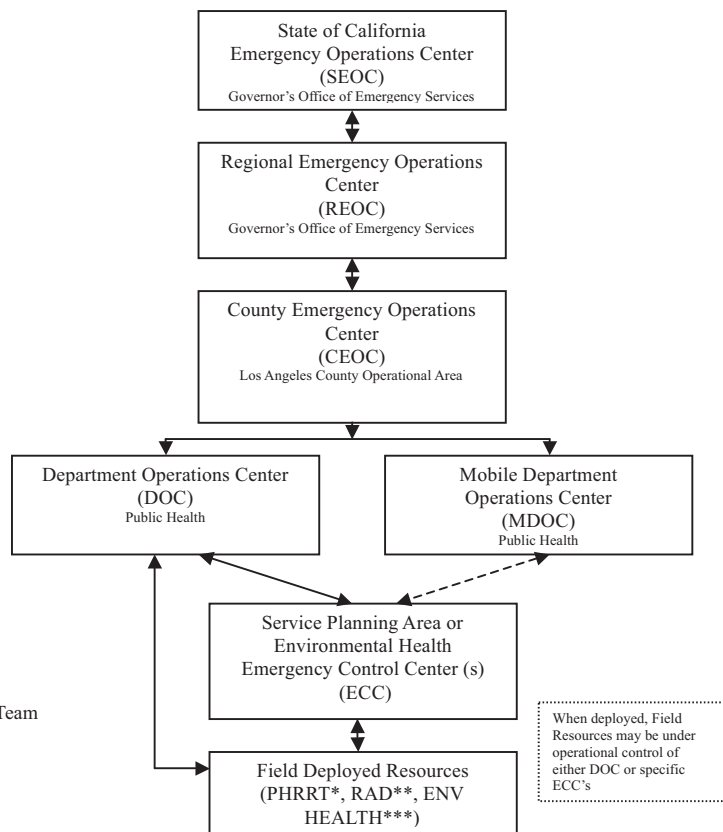 State of California
Emergency Operations Center
(SEOC)
Governor's Office of Emergency Services
Regional Emergency Operations
Center
(REOC)
Governor's Office of Emergency Services
County Emergency Operations
Center
(CEOC)
Los Angeles County Operational Area
Department Operations Center
(DOC)
Public Health
Mobile Department
Operations Center
(MDOC)
Public Health
Service Planning Area or
Environmental Health
Emergency Control Center (s)
(ECC)
Team
When deployed, Field
Resources may be under
operational control of
either DOC or specific
ECC's
Field Deployed Resources
(PHRRT*, RAD**, ENV
HEALTH***)